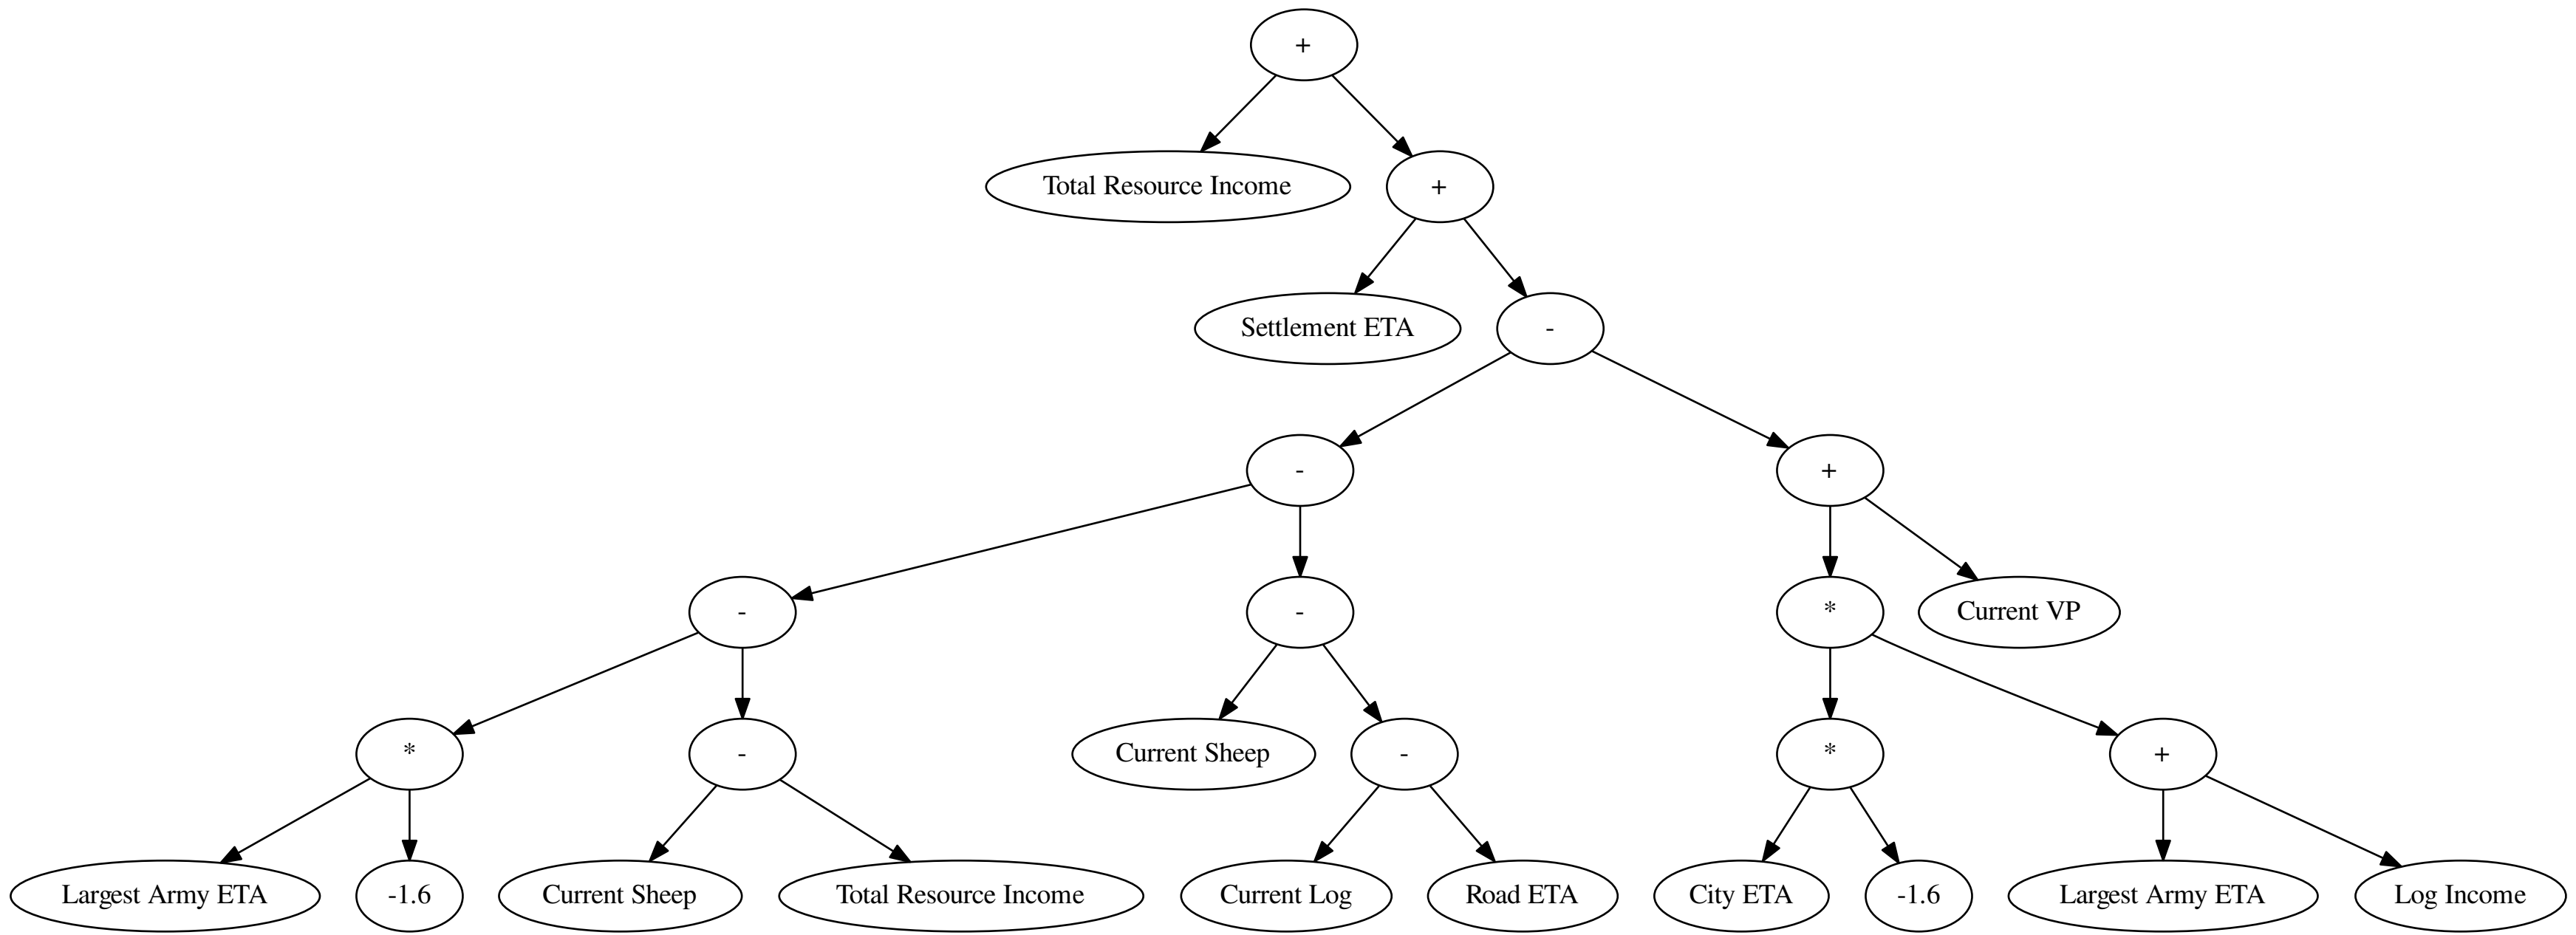 +
Total Resource Income
+
Settlement ETA
-
-
+
-
-
*
Current VP
*
-
Current Sheep
-
*
+
Largest Army ETA
-1.6
Current Sheep
Total Resource Income
Current Log
Road ETA
City ETA
-1.6
Largest Army ETA
Log Income